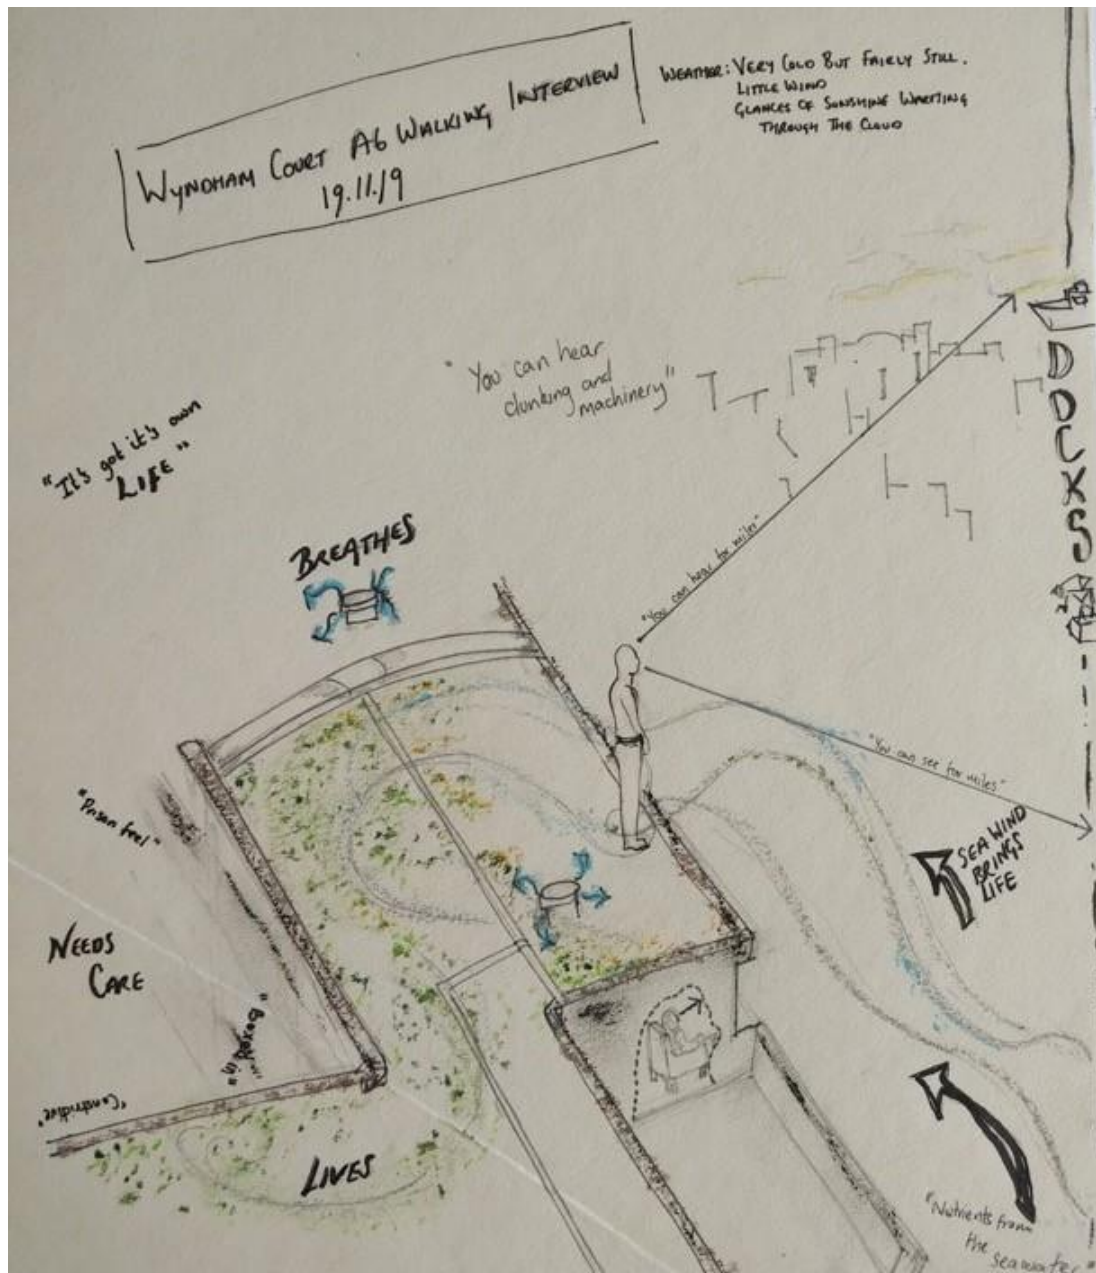 WYNDHAM COURT A6 WALKING INTERVIEW
19.11.19
WEATHER: VERY COLD BUT FAIRLY STILL.
LITTLE WIND
GLANCES OF SUNSHINE WAFTING
THROUGH THE CLOUD
"You can hear
clunking and
machinery"
DOCKS
"It's got it's own
LIFE"
BREATHES
"You can hear for miles"
"You can see for miles"
"Prison feel"
SEA WIND
BRINGS
LIFE
NEEDS
CARE
"Constrictive"
LIVES
"Nutrients from
the seawater"